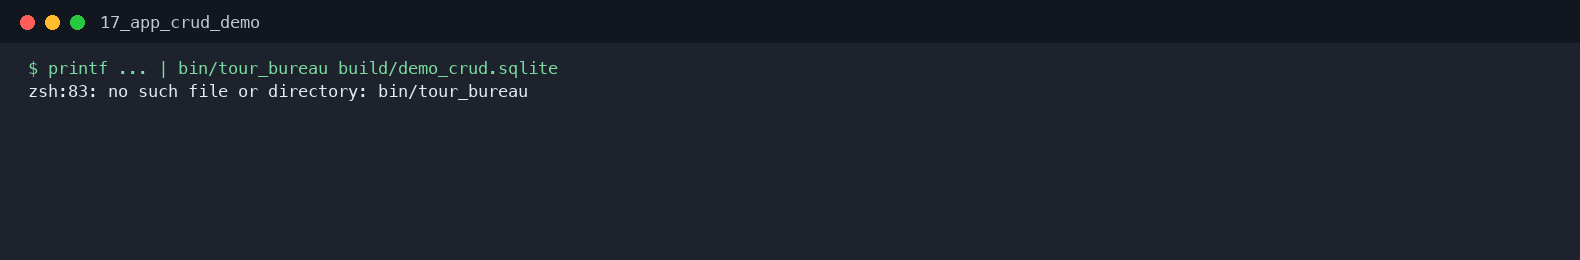 17_app_crud_demo
$ printf ... | bin/tour_bureau build/demo_crud.sqlite
zsh:83: no such file or directory: bin/tour_bureau